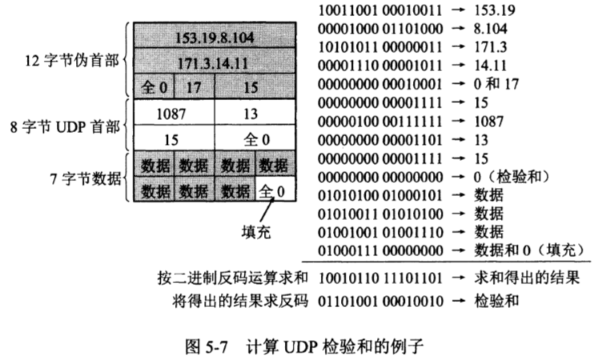 12 字节伪首部
153.19.8.104
171.3.14.11
全 0 17 15
8 字节 UDP 首部
1087 13
15 全 0
7 字节数据
数据 数据 数据 数据
数据 数据 数据 全 0
填充
10011001 00010011 → 153.19
00001000 01101000 → 8.104
10101011 00000011 → 171.3
00001110 00001011 → 14.11
00000000 00010001 → 0 和 17
00000000 00001111 → 15
00000100 00111111 → 1087
00000000 00001101 → 13
00000000 00001111 → 15
00000000 00000000 → 0（检验和）
01010100 01000101 → 数据
01010011 01010100 → 数据
01001001 01001110 → 数据
01000111 00000000 → 数据和 0（填充）
按二进制反码运算求和 10010110 11101101 → 求和得出的结果
将得出的结果求反码 01101001 00010010 → 检验和
图 5-7 计算 UDP 检验和的例子